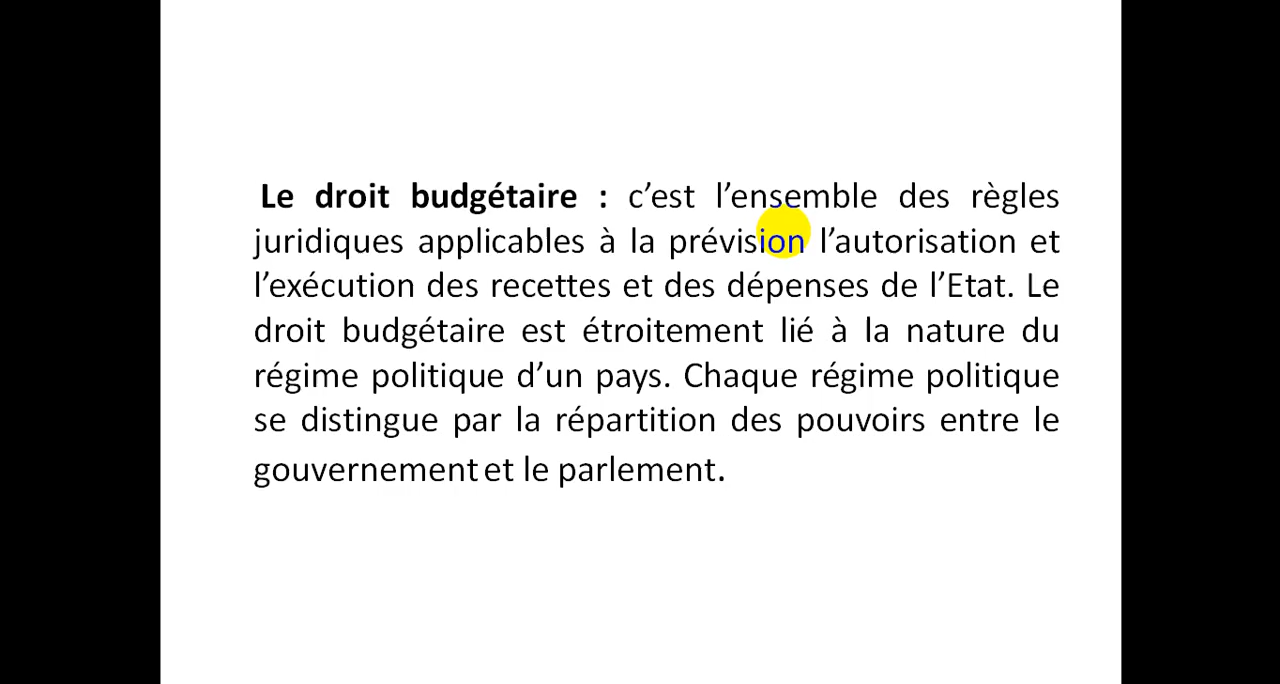 Le droit budgétaire : c’est l’ensemble des règles
juridiques applicables à la prévision l’autorisation et
l’exécution des recettes et des dépenses de l’Etat. Le
droit budgétaire est étroitement lié à la nature du
régime politique d’un pays. Chaque régime politique
se distingue par la répartition des pouvoirs entre le
gouvernement et le parlement.